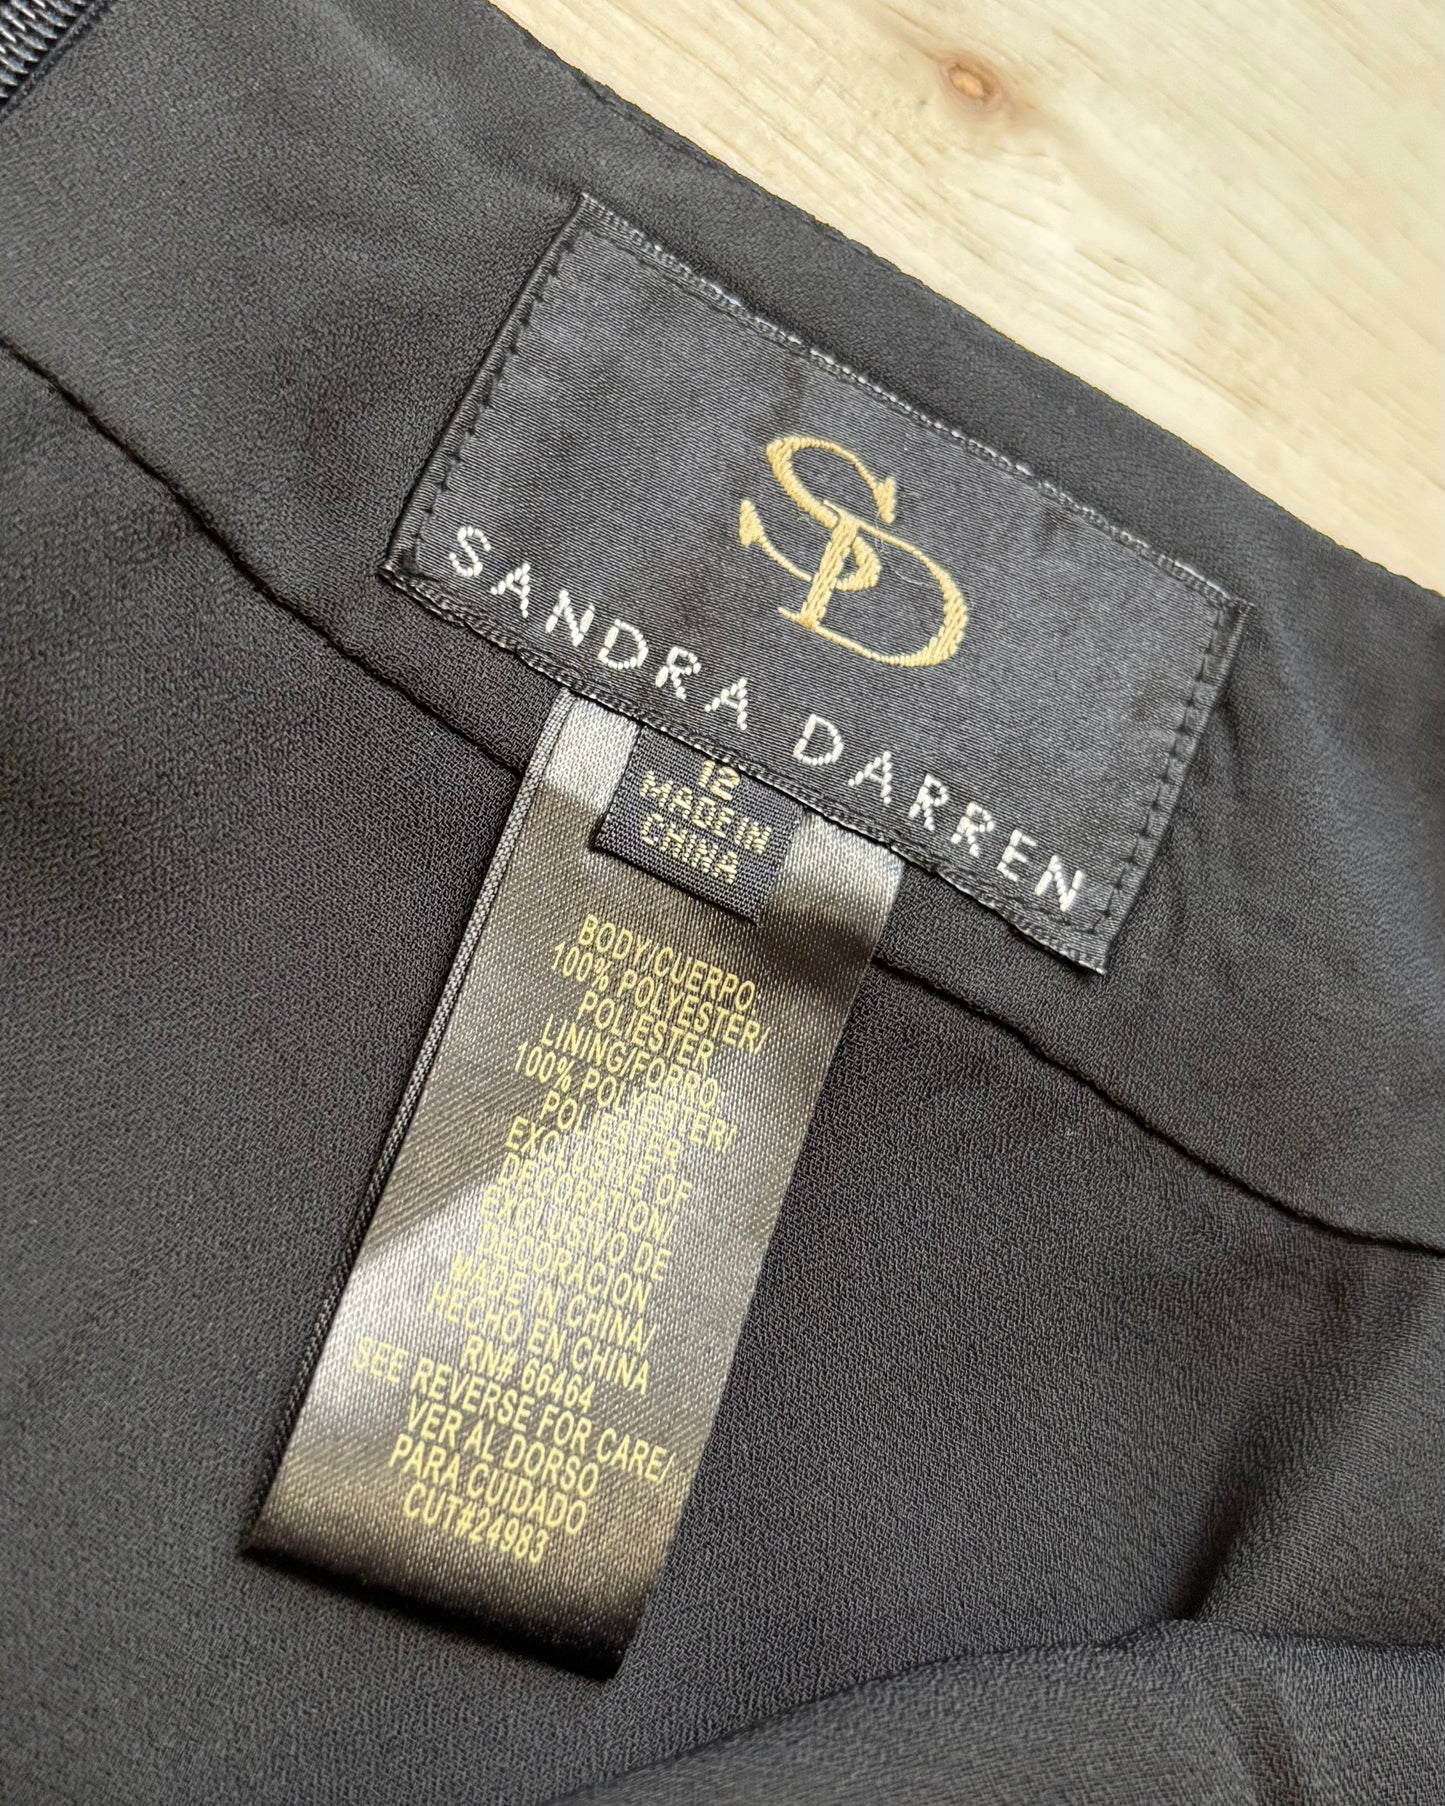 SD
SANDRA DARREN
12
MADE IN
CHINA
BODY/CUERPO:
100% POLYESTER/
POLIESTER
LINING/FORRO
100% POLYESTER/
POLIESTER
EXCLUSIVE OF
DECORATION/
EXCLUSIVO DE
DECORACION
MADE IN CHINA/
HECHO EN CHINA
RN# 66464
SEE REVERSE FOR CARE/
VER AL DORSO
PARA CUIDADO
CUT#24983